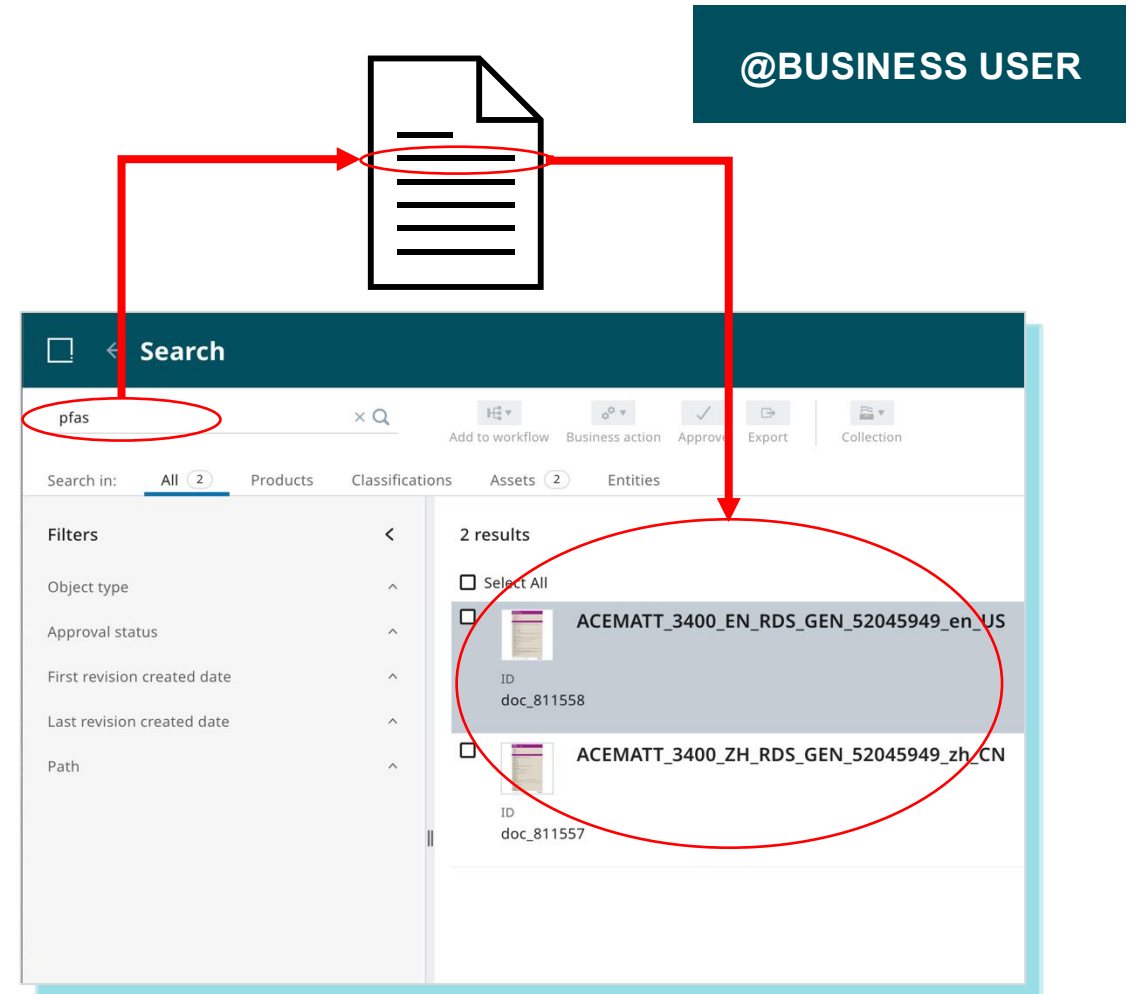 @BUSINESS USER
Search
pfas
Add to workflow Business action Approve Export Collection
Search in: All 2 Products Classifications Assets 2 Entities
Filters
2 results
Object type
Select All
Approval status
ACEMATT_3400_EN_RDS_GEN_52045949_en_US
First revision created date
ID
doc_811558
Last revision created date
Path
ACEMATT_3400_ZH_RDS_GEN_52045949_zh_CN
ID
doc_811557